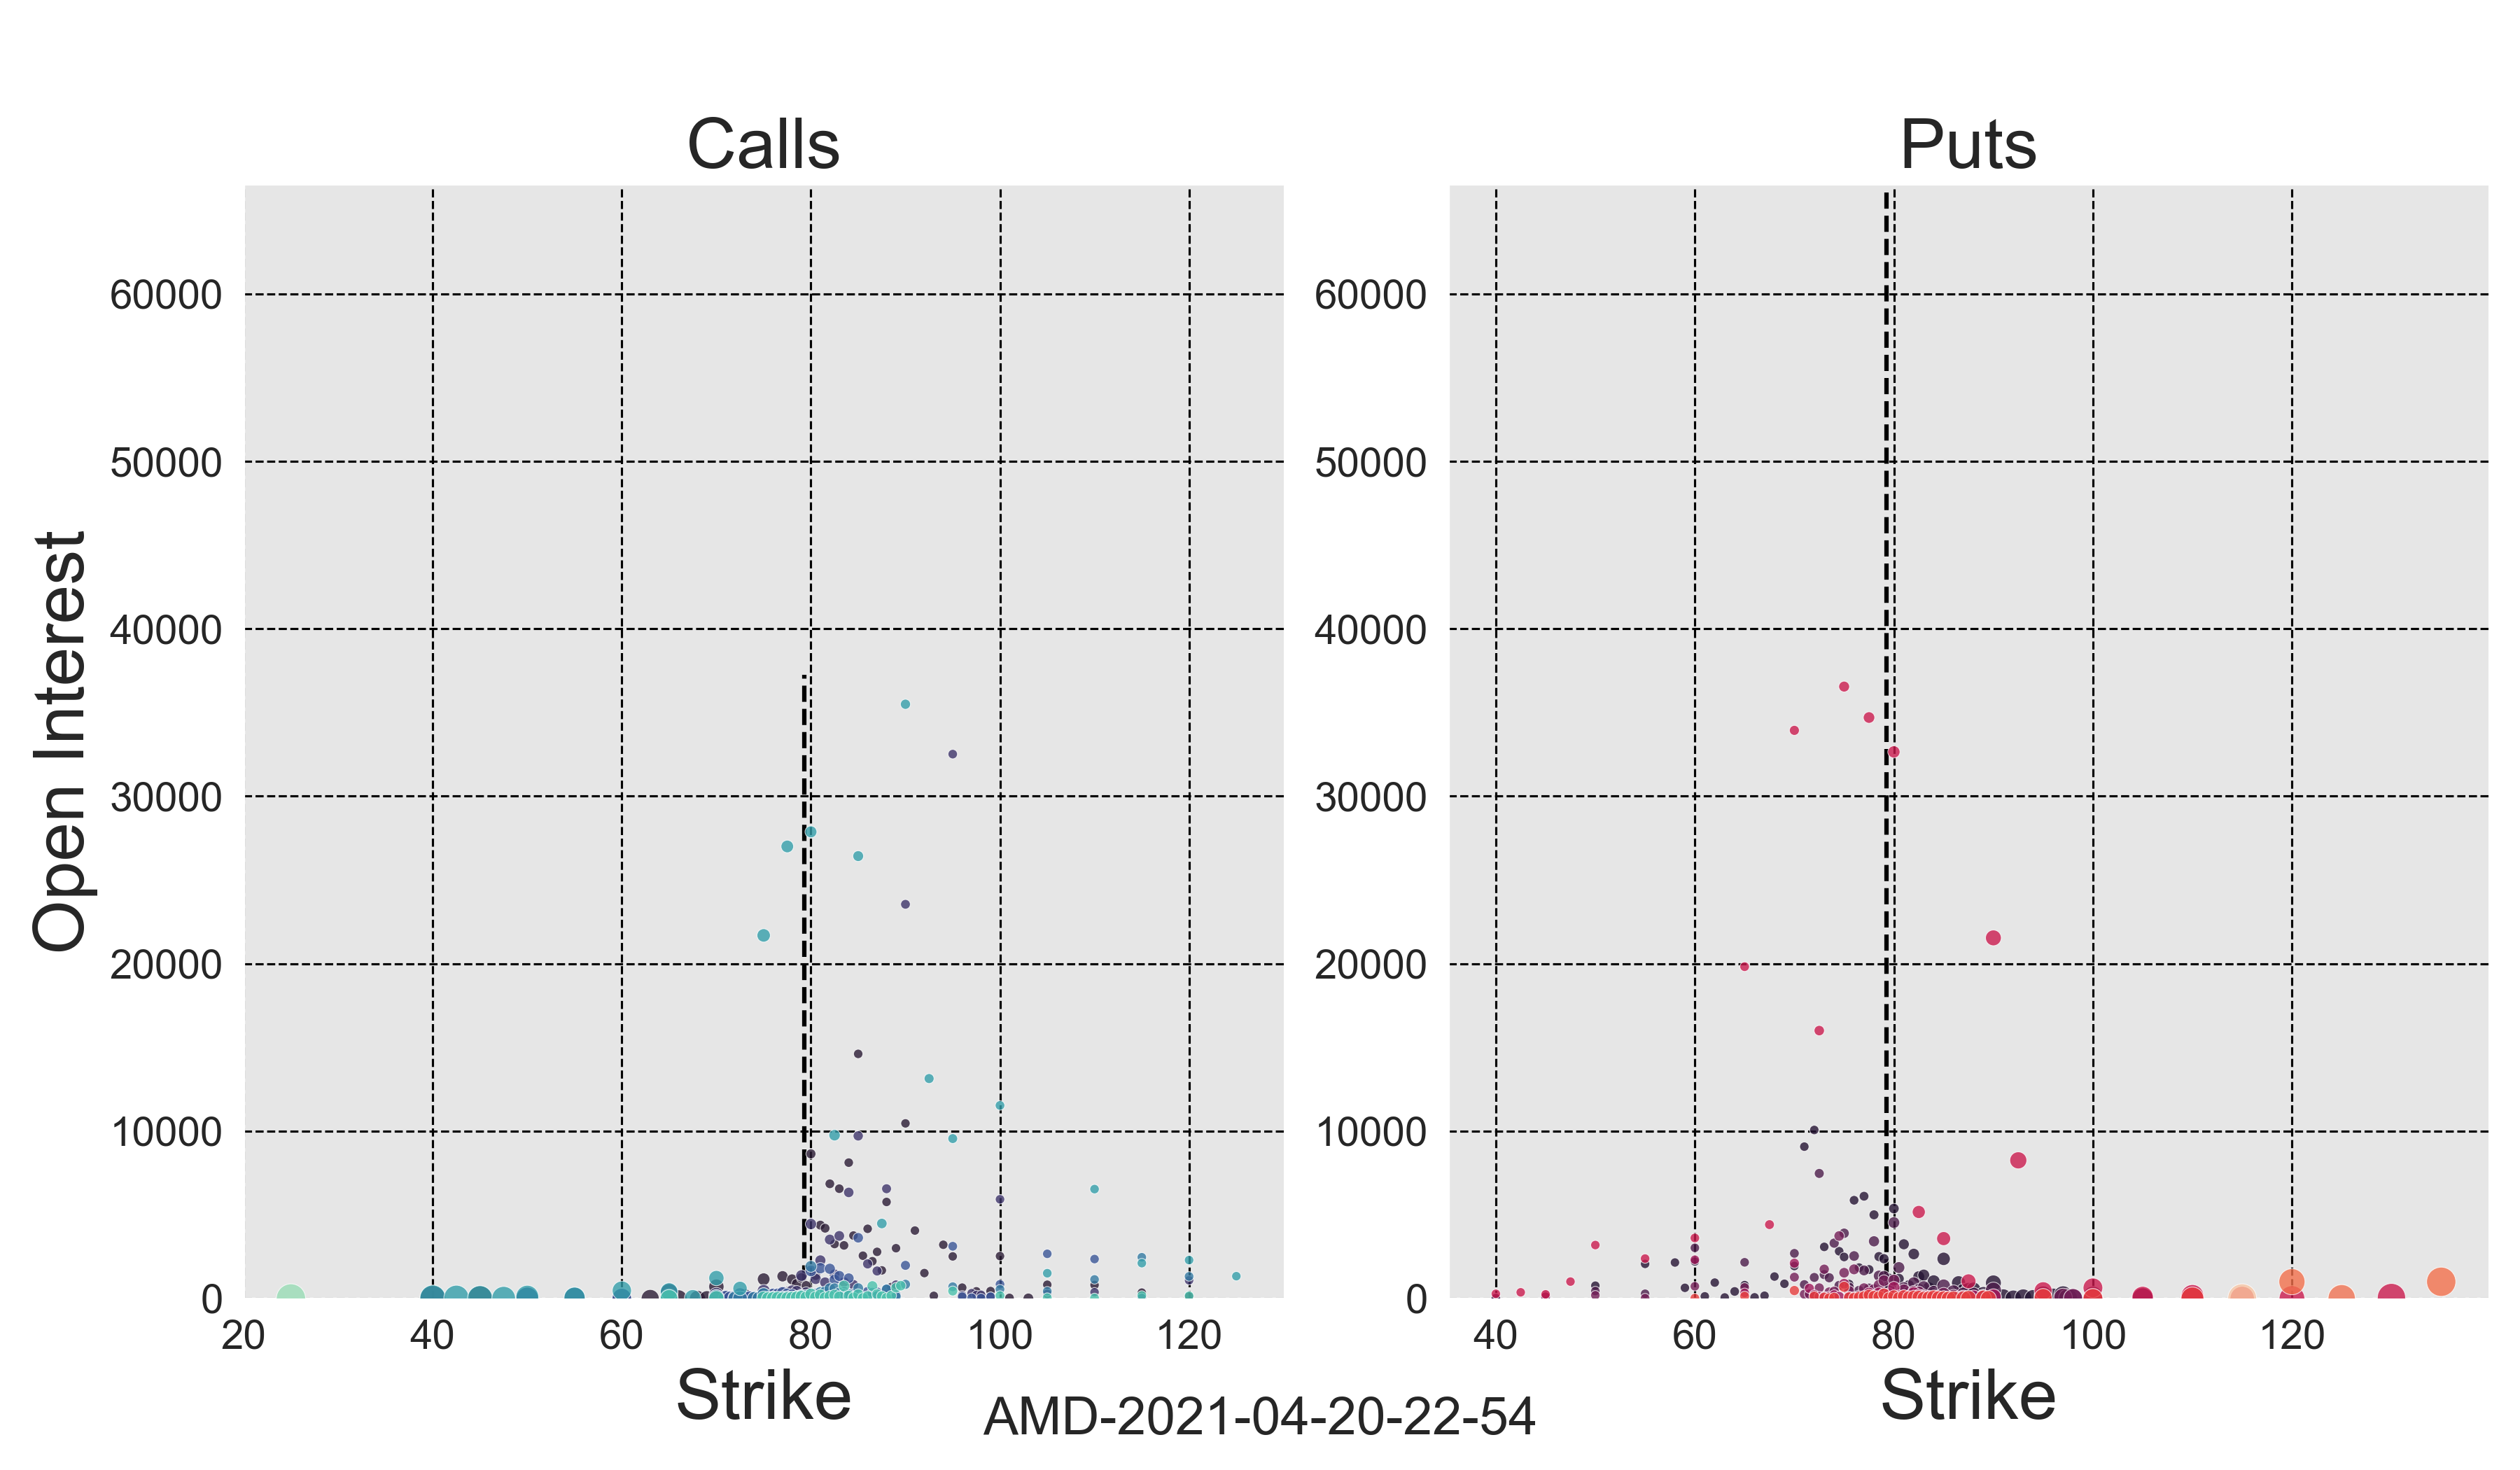 Calls Puts
60000 60000
50000 50000
40000 40000
30000 30000
20000 20000
10000 10000
0 0
Open Interest
20 40 60 80 100 120 40 60 80 100 120
Strike Strike
AMD-2021-04-20-22-54